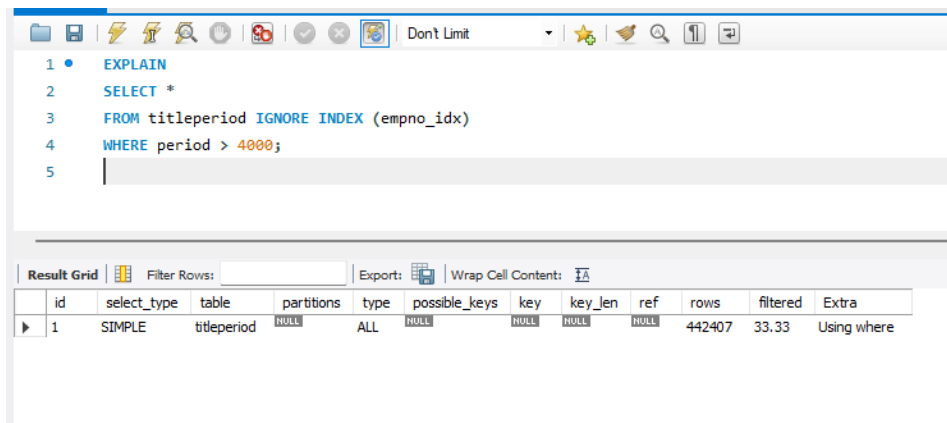 Don't Limit
1 EXPLAIN
2 SELECT *
3 FROM titleperiod IGNORE INDEX (empno_idx)
4 WHERE period > 4000;
5
Result Grid Filter Rows: Export: Wrap Cell Content: IA
id select_type table partitions type possible_keys key key_len ref rows filtered Extra
1 SIMPLE titleperiod NULL ALL NULL NULL NULL NULL 442407 33.33 Using where